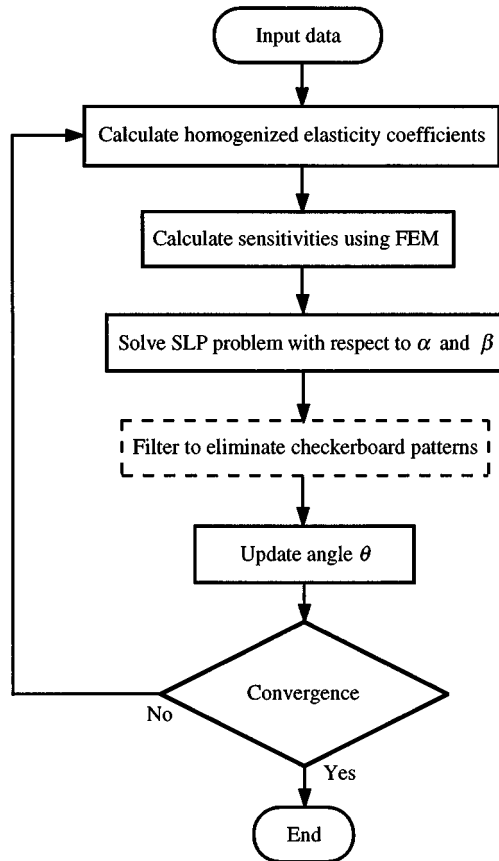 Input data
Calculate homogenized elasticity coefficients
Calculate sensitivities using FEM
Solve SLP problem with respect to α and β
Filter to eliminate checkerboard patterns
Update angle θ
Convergence
No
Yes
End